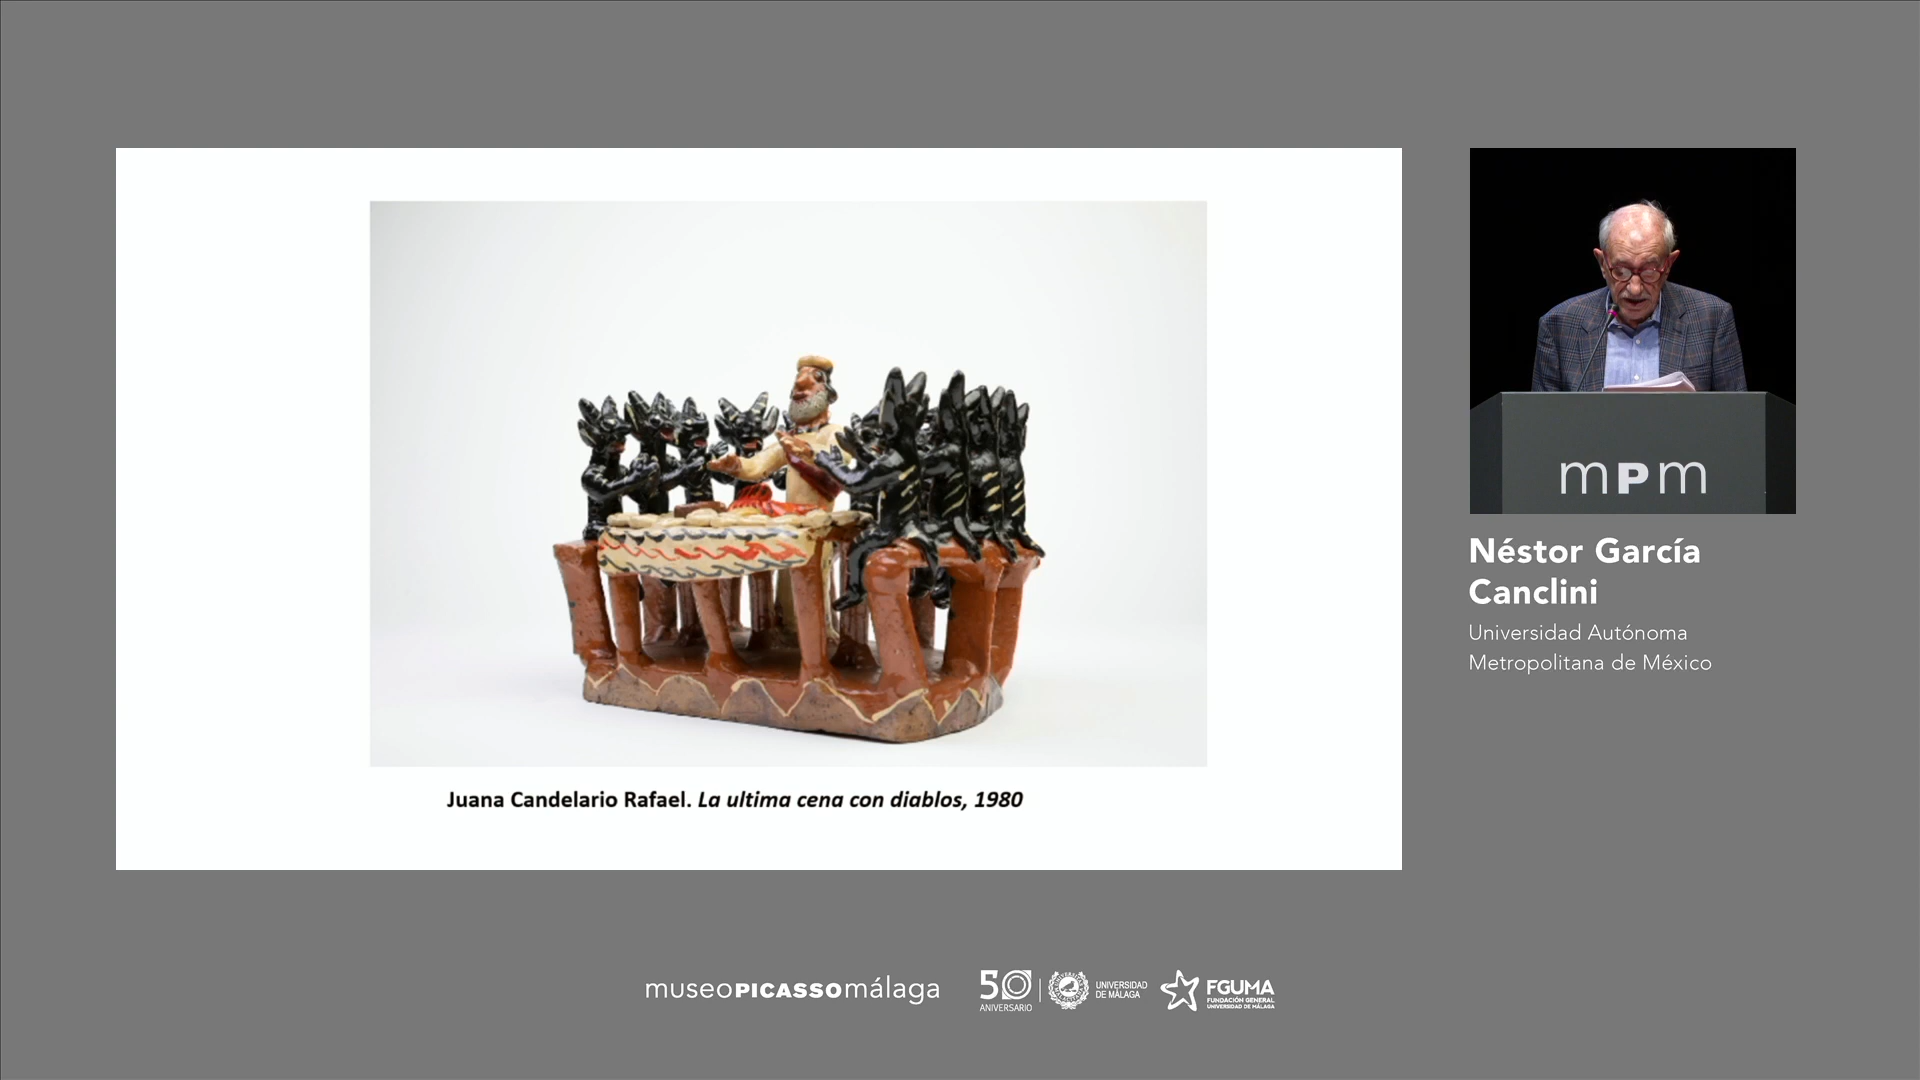 Juana Candelario Rafael. La ultima cena con diablos, 1980
mPm
Néstor García
Canclini
Universidad Autónoma
Metropolitana de México
museoPICASSOmálaga
50
ANIVERSARIO
UNIVERSIDAD
DE MÁLAGA
FGUMA
FUNDACIÓN GENERAL
UNIVERSIDAD DE MÁLAGA